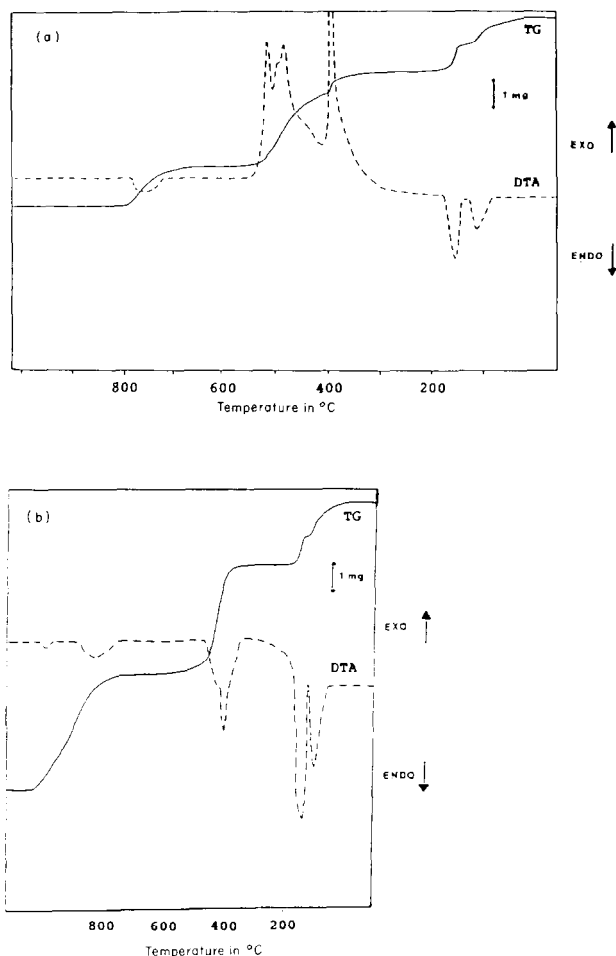 (a)
TG
1 mg
EXO
DTA
ENDO
800 600 400 200
Temperature in °C
(b)
TG
1 mg
EXO
DTA
ENDO
800 600 400 200
Temperature in °C